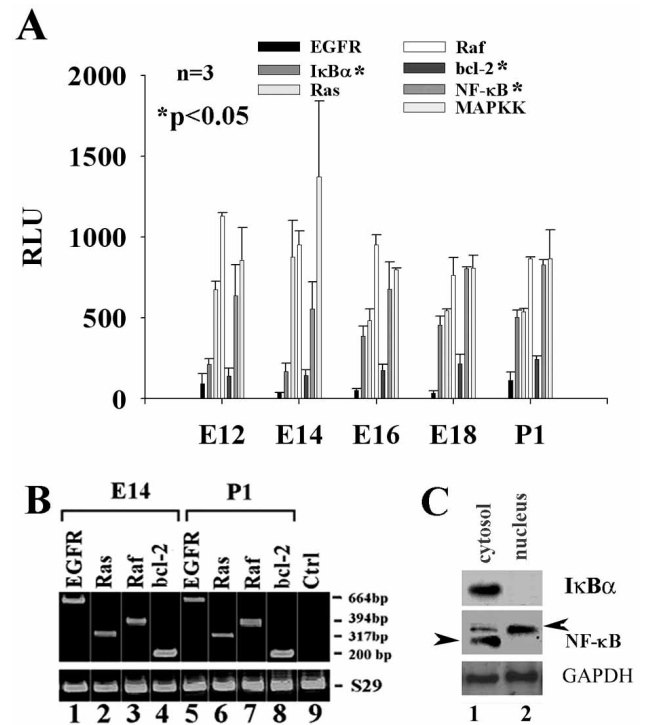 A
EGFR
IκBα*
Ras
Raf
bcl-2*
NF-κB*
MAPKK
n=3
*p<0.05
2000
1500
1000
500
0
RLU
E12 E14 E16 E18 P1
B
E14 P1
EGFR Ras Raf bcl-2 EGFR Ras Raf bcl-2 Ctrl
664bp
394bp
317bp
200 bp
S29
1 2 3 4 5 6 7 8 9
C
cytosol nucleus
IκBα
NF-κB
GAPDH
1 2